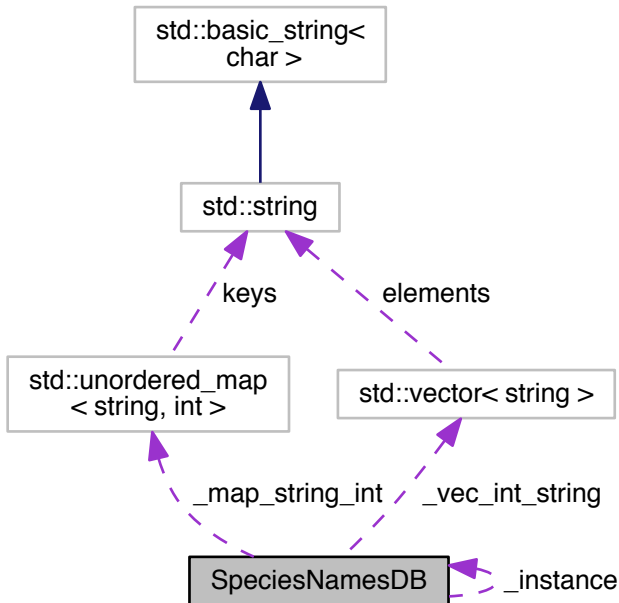 std::basic_string<
char >
std::string
keys
elements
std::unordered_map
< string, int >
std::vector< string >
_map_string_int
_vec_int_string
SpeciesNamesDB
_instance